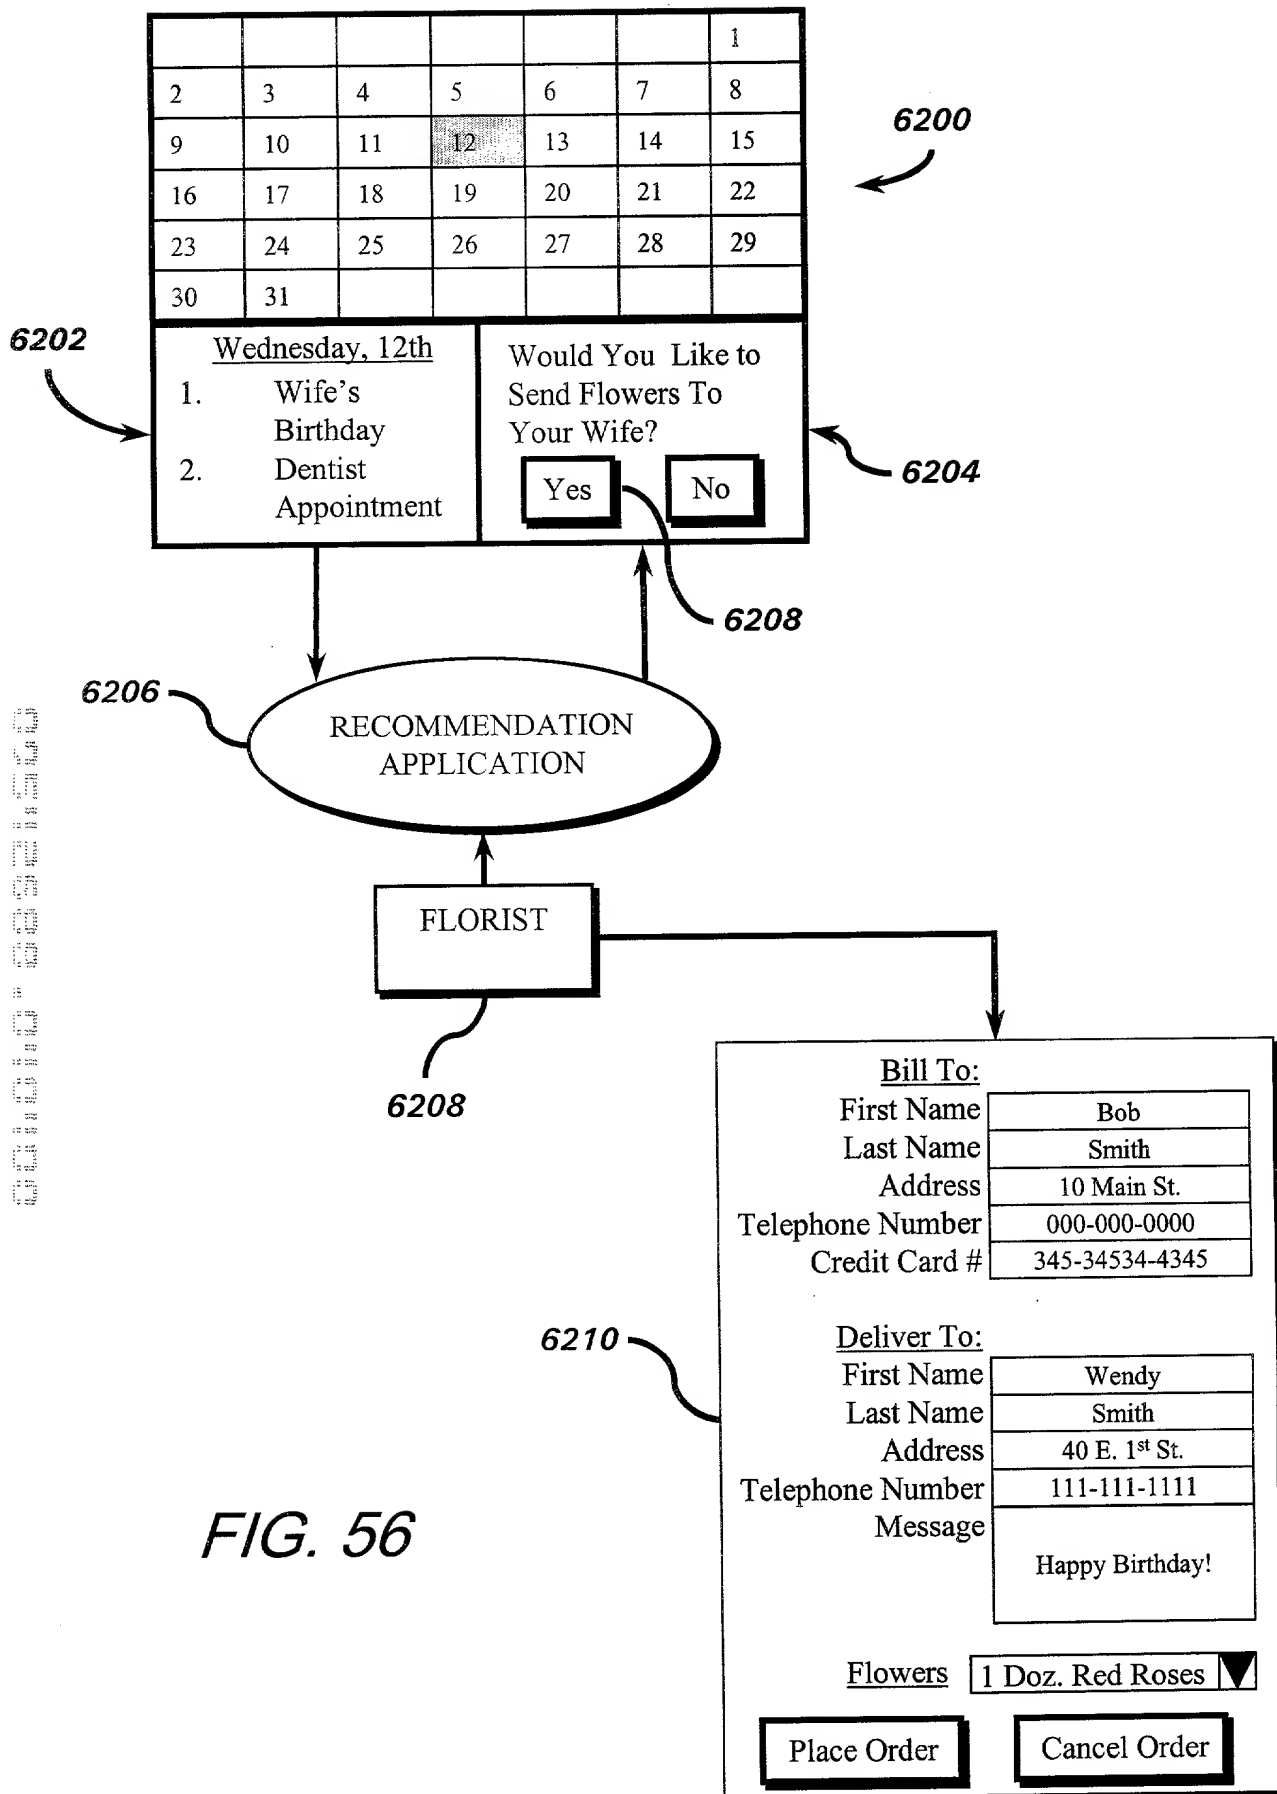 1
2 3 4 5 6 7 8
9 10 11 12 13 14 15
16 17 18 19 20 21 22
23 24 25 26 27 28 29
30 31
6200
6202
Wednesday, 12th
1. Wife's
Birthday
2. Dentist
Appointment
Would You Like to
Send Flowers To
Your Wife?
Yes No
6204
6208
6206
RECOMMENDATION
APPLICATION
FLORIST
6208
Bill To:
First Name Bob
Last Name Smith
Address 10 Main St.
Telephone Number 000-000-0000
Credit Card # 345-34534-4345
6210
Deliver To:
First Name Wendy
Last Name Smith
Address 40 E. 1st St.
Telephone Number 111-111-1111
Message Happy Birthday!
Flowers 1 Doz. Red Roses
Place Order Cancel Order
FIG. 56